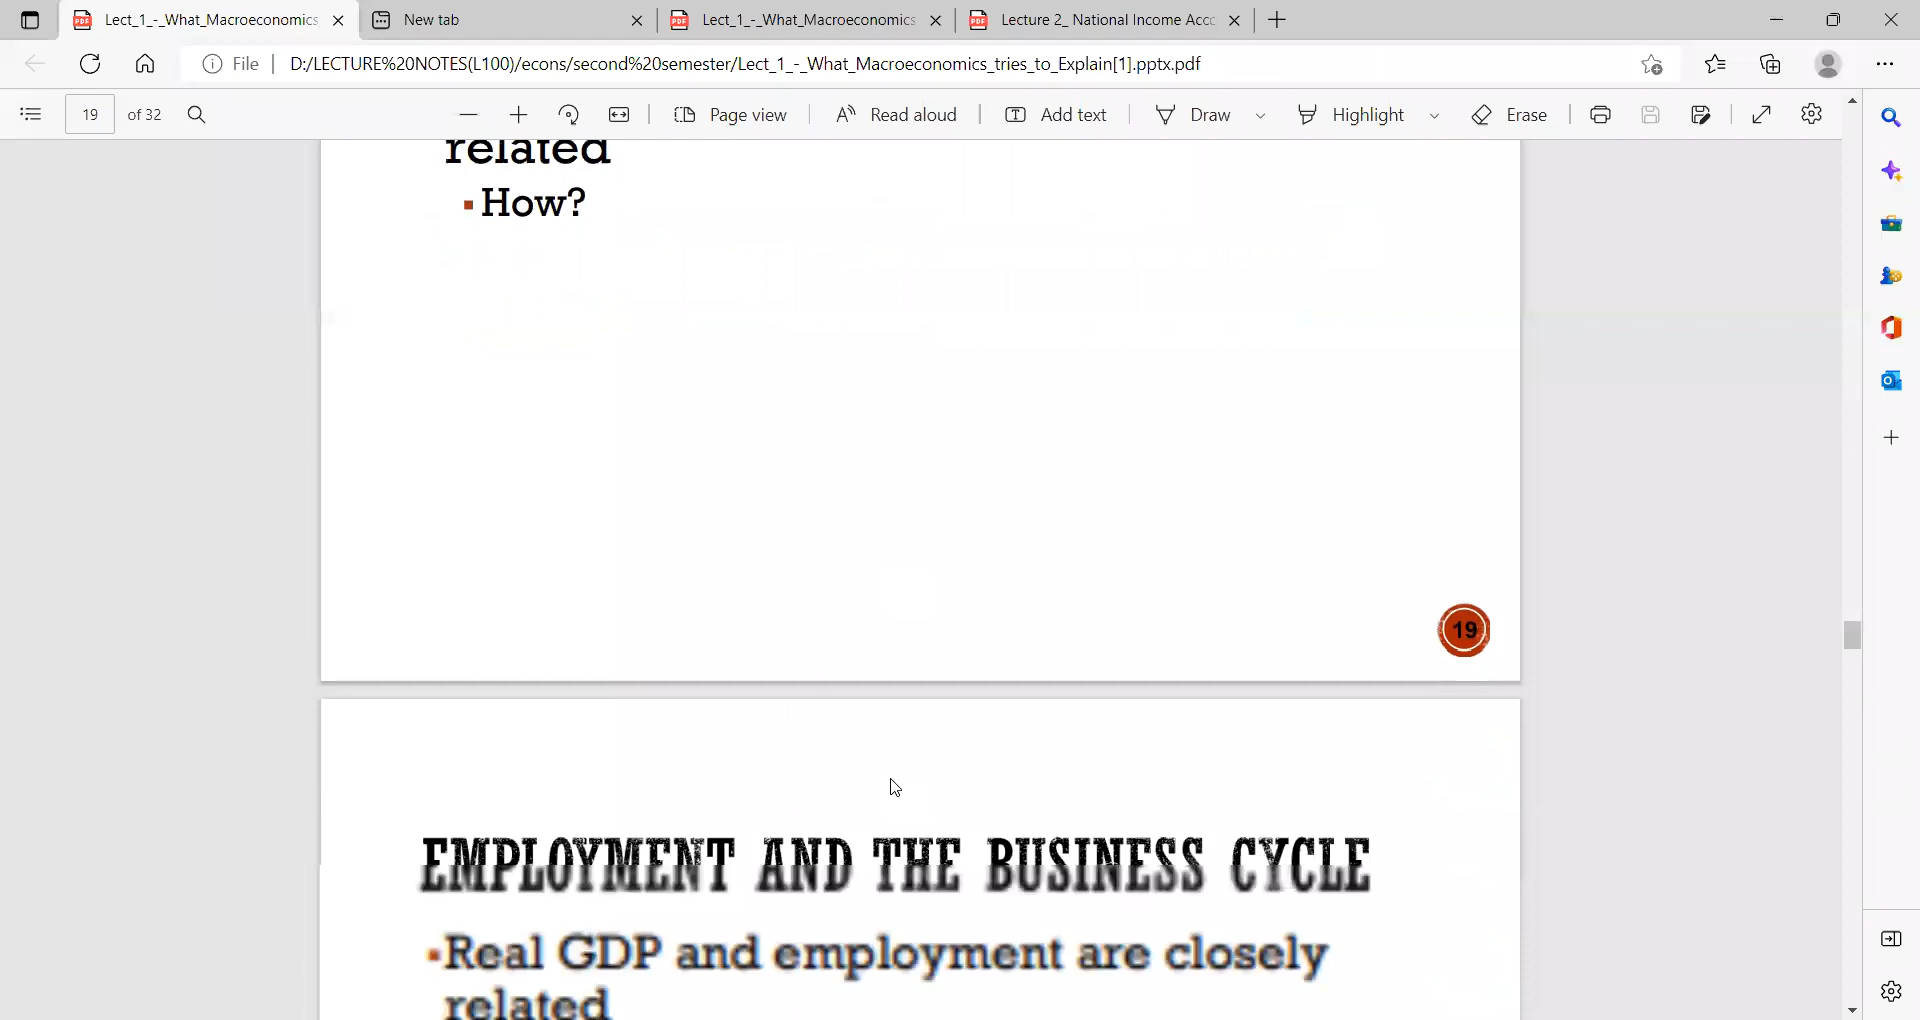 Lect_1_-_What_Macroeconomics
New tab
Lect_1_-_What_Macroeconomics
Lecture 2_ National Income Acc
File
D:/LECTURE%20NOTES(L100)/econs/second%20semester/Lect_1_-_What_Macroeconomics_tries_to_Explain[1].pptx.pdf
19 of 32
Page view
Read aloud
Add text
Draw
Highlight
Erase
related
▪How?
19
EMPLOYMENT AND THE BUSINESS CYCLE
▪Real GDP and employment are closely
related